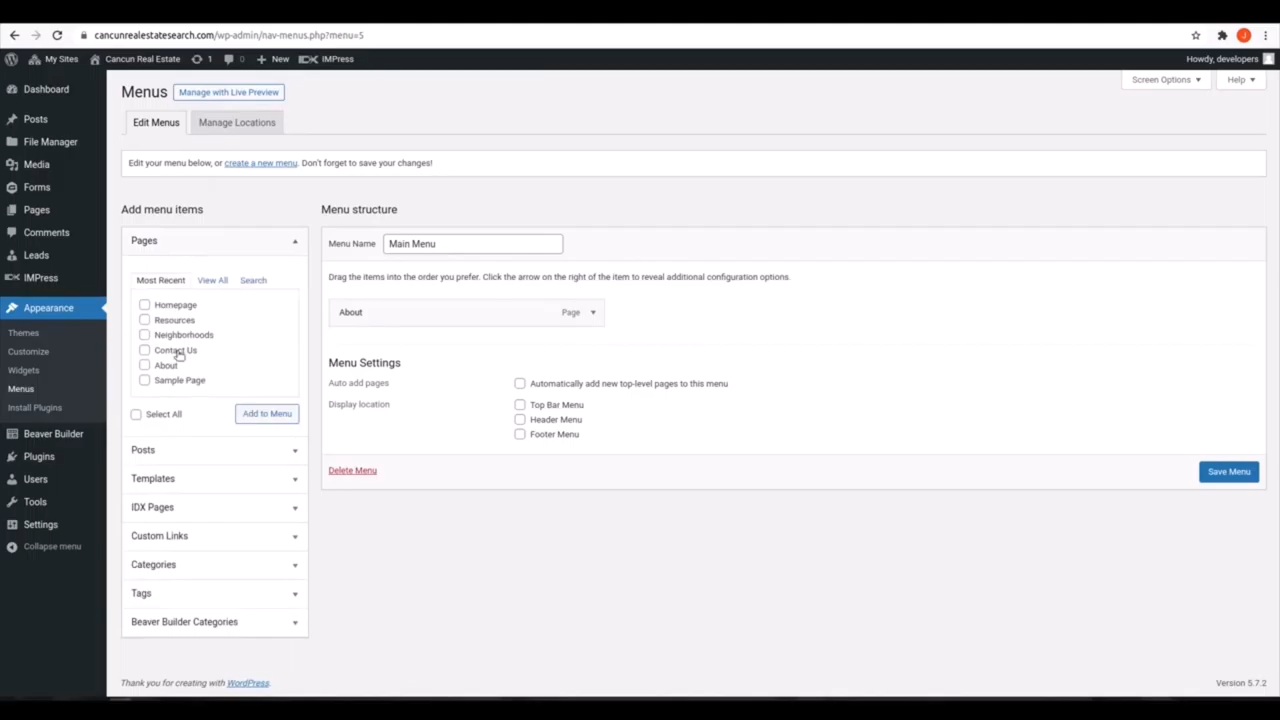 cancunrealestatesearch.com/wp-admin/nav-menus.php?menu=5
J
My Sites Cancun Real Estate 1 0 New IMPress Howdy, developers
Screen Options Help
Menus Manage with Live Preview
Edit Menus Manage Locations
Edit your menu below, or create a new menu. Don't forget to save your changes!
Dashboard
Posts
File Manager
Media
Forms
Pages
Comments
Leads
IMPress
Appearance
Themes
Customize
Widgets
Menus
Install Plugins
Beaver Builder
Plugins
Users
Tools
Settings
Collapse menu
Add menu items
Pages
Most Recent View All Search
Homepage
Resources
Neighborhoods
Contact Us
About
Sample Page
Select All Add to Menu
Posts
Templates
IDX Pages
Custom Links
Categories
Tags
Beaver Builder Categories
Menu structure
Menu Name Main Menu
Drag the items into the order you prefer. Click the arrow on the right of the item to reveal additional configuration options.
About Page
Menu Settings
Auto add pages Automatically add new top-level pages to this menu
Display location Top Bar Menu
Header Menu
Footer Menu
Delete Menu Save Menu
Thank you for creating with WordPress. Version 5.7.2